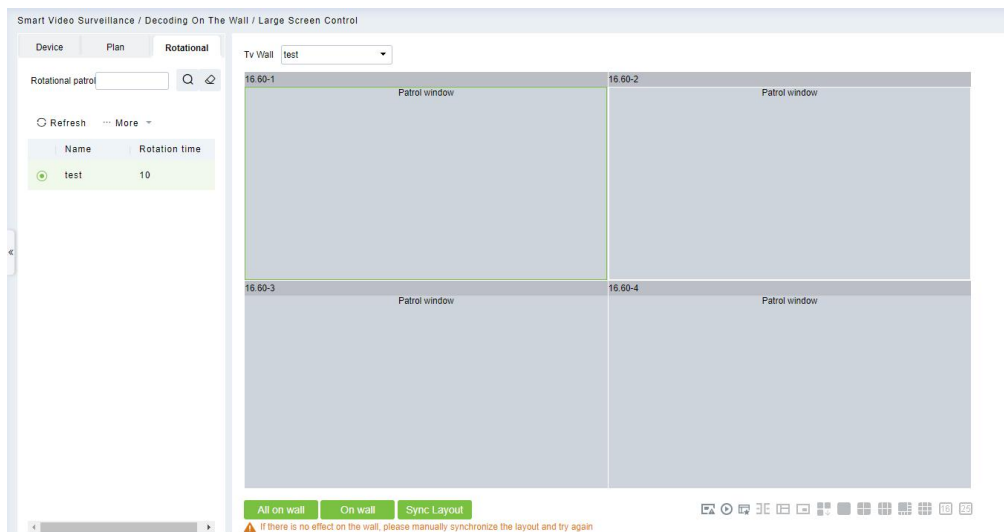 Smart Video Surveillance / Decoding On The Wall / Large Screen Control
Device Plan Rotational
Tv Wall test
Rotational patrol
16.60-1 16.60-2
Patrol window Patrol window
Refresh ··· More
Name Rotation time
test 10
16.60-3 16.60-4
Patrol window Patrol window
All on wall On wall Sync Layout
16 25
If there is no effect on the wall, please manually synchronize the layout and try again